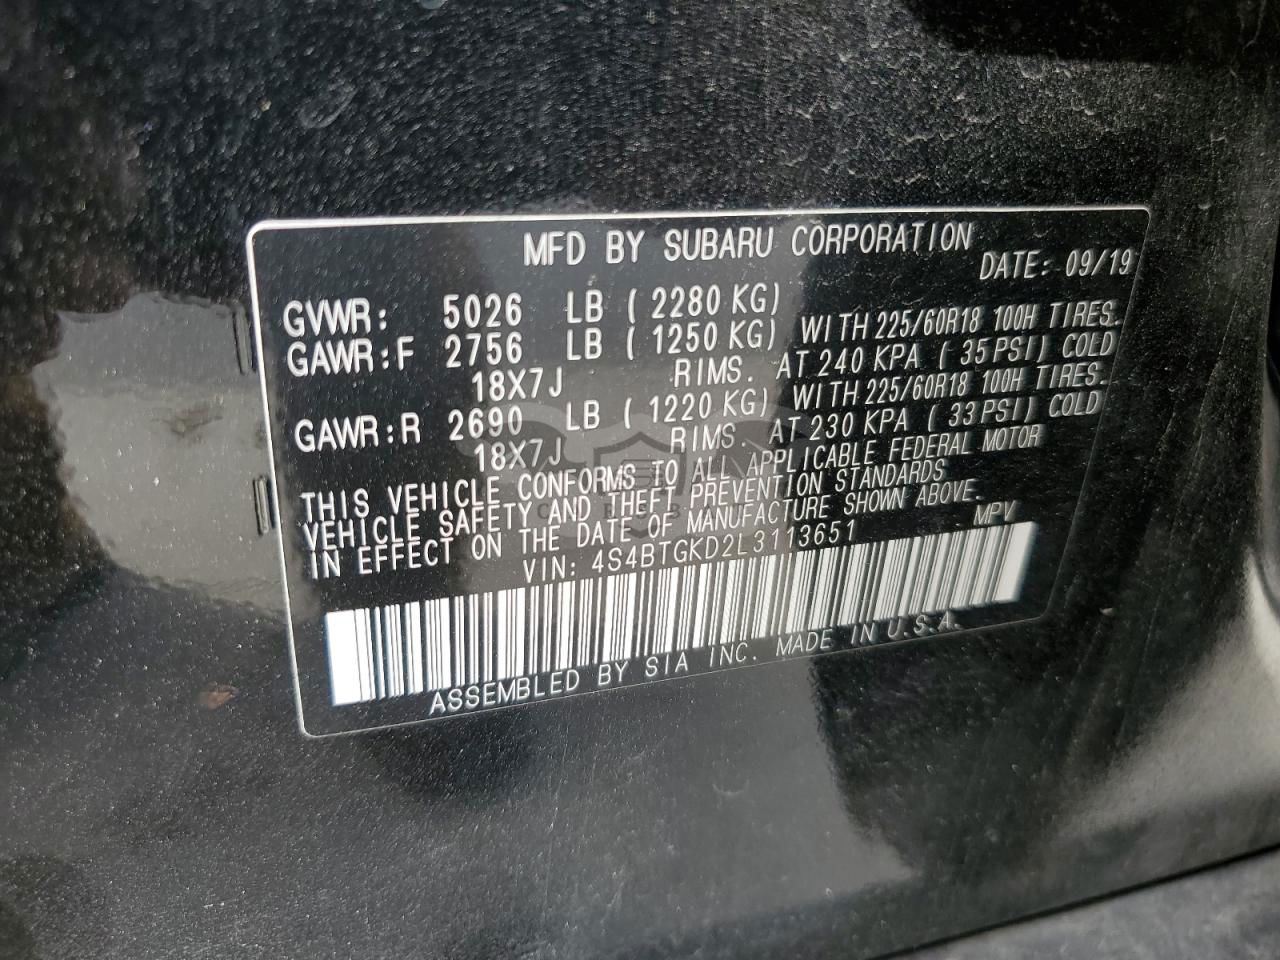 MFD BY SUBARU CORPORATION
DATE: 09/19
GVWR: 5026 LB ( 2280 KG)
GAWR:F 2756 LB ( 1250 KG) WITH 225/60R18 100H TIRES.
18X7J RIMS. AT 240 KPA ( 35 PSI) COLD
GAWR:R 2690 LB ( 1220 KG) WITH 225/60R18 100H TIRES.
18X7J RIMS. AT 230 KPA ( 33 PSI) COLD
THIS VEHICLE CONFORMS TO ALL APPLICABLE FEDERAL MOTOR
VEHICLE SAFETY AND THEFT PREVENTION STANDARDS
IN EFFECT ON THE DATE OF MANUFACTURE SHOWN ABOVE.
VIN: 4S4BTGKD2L3113651 MPV
ASSEMBLED BY SIA INC. MADE IN U.S.A.